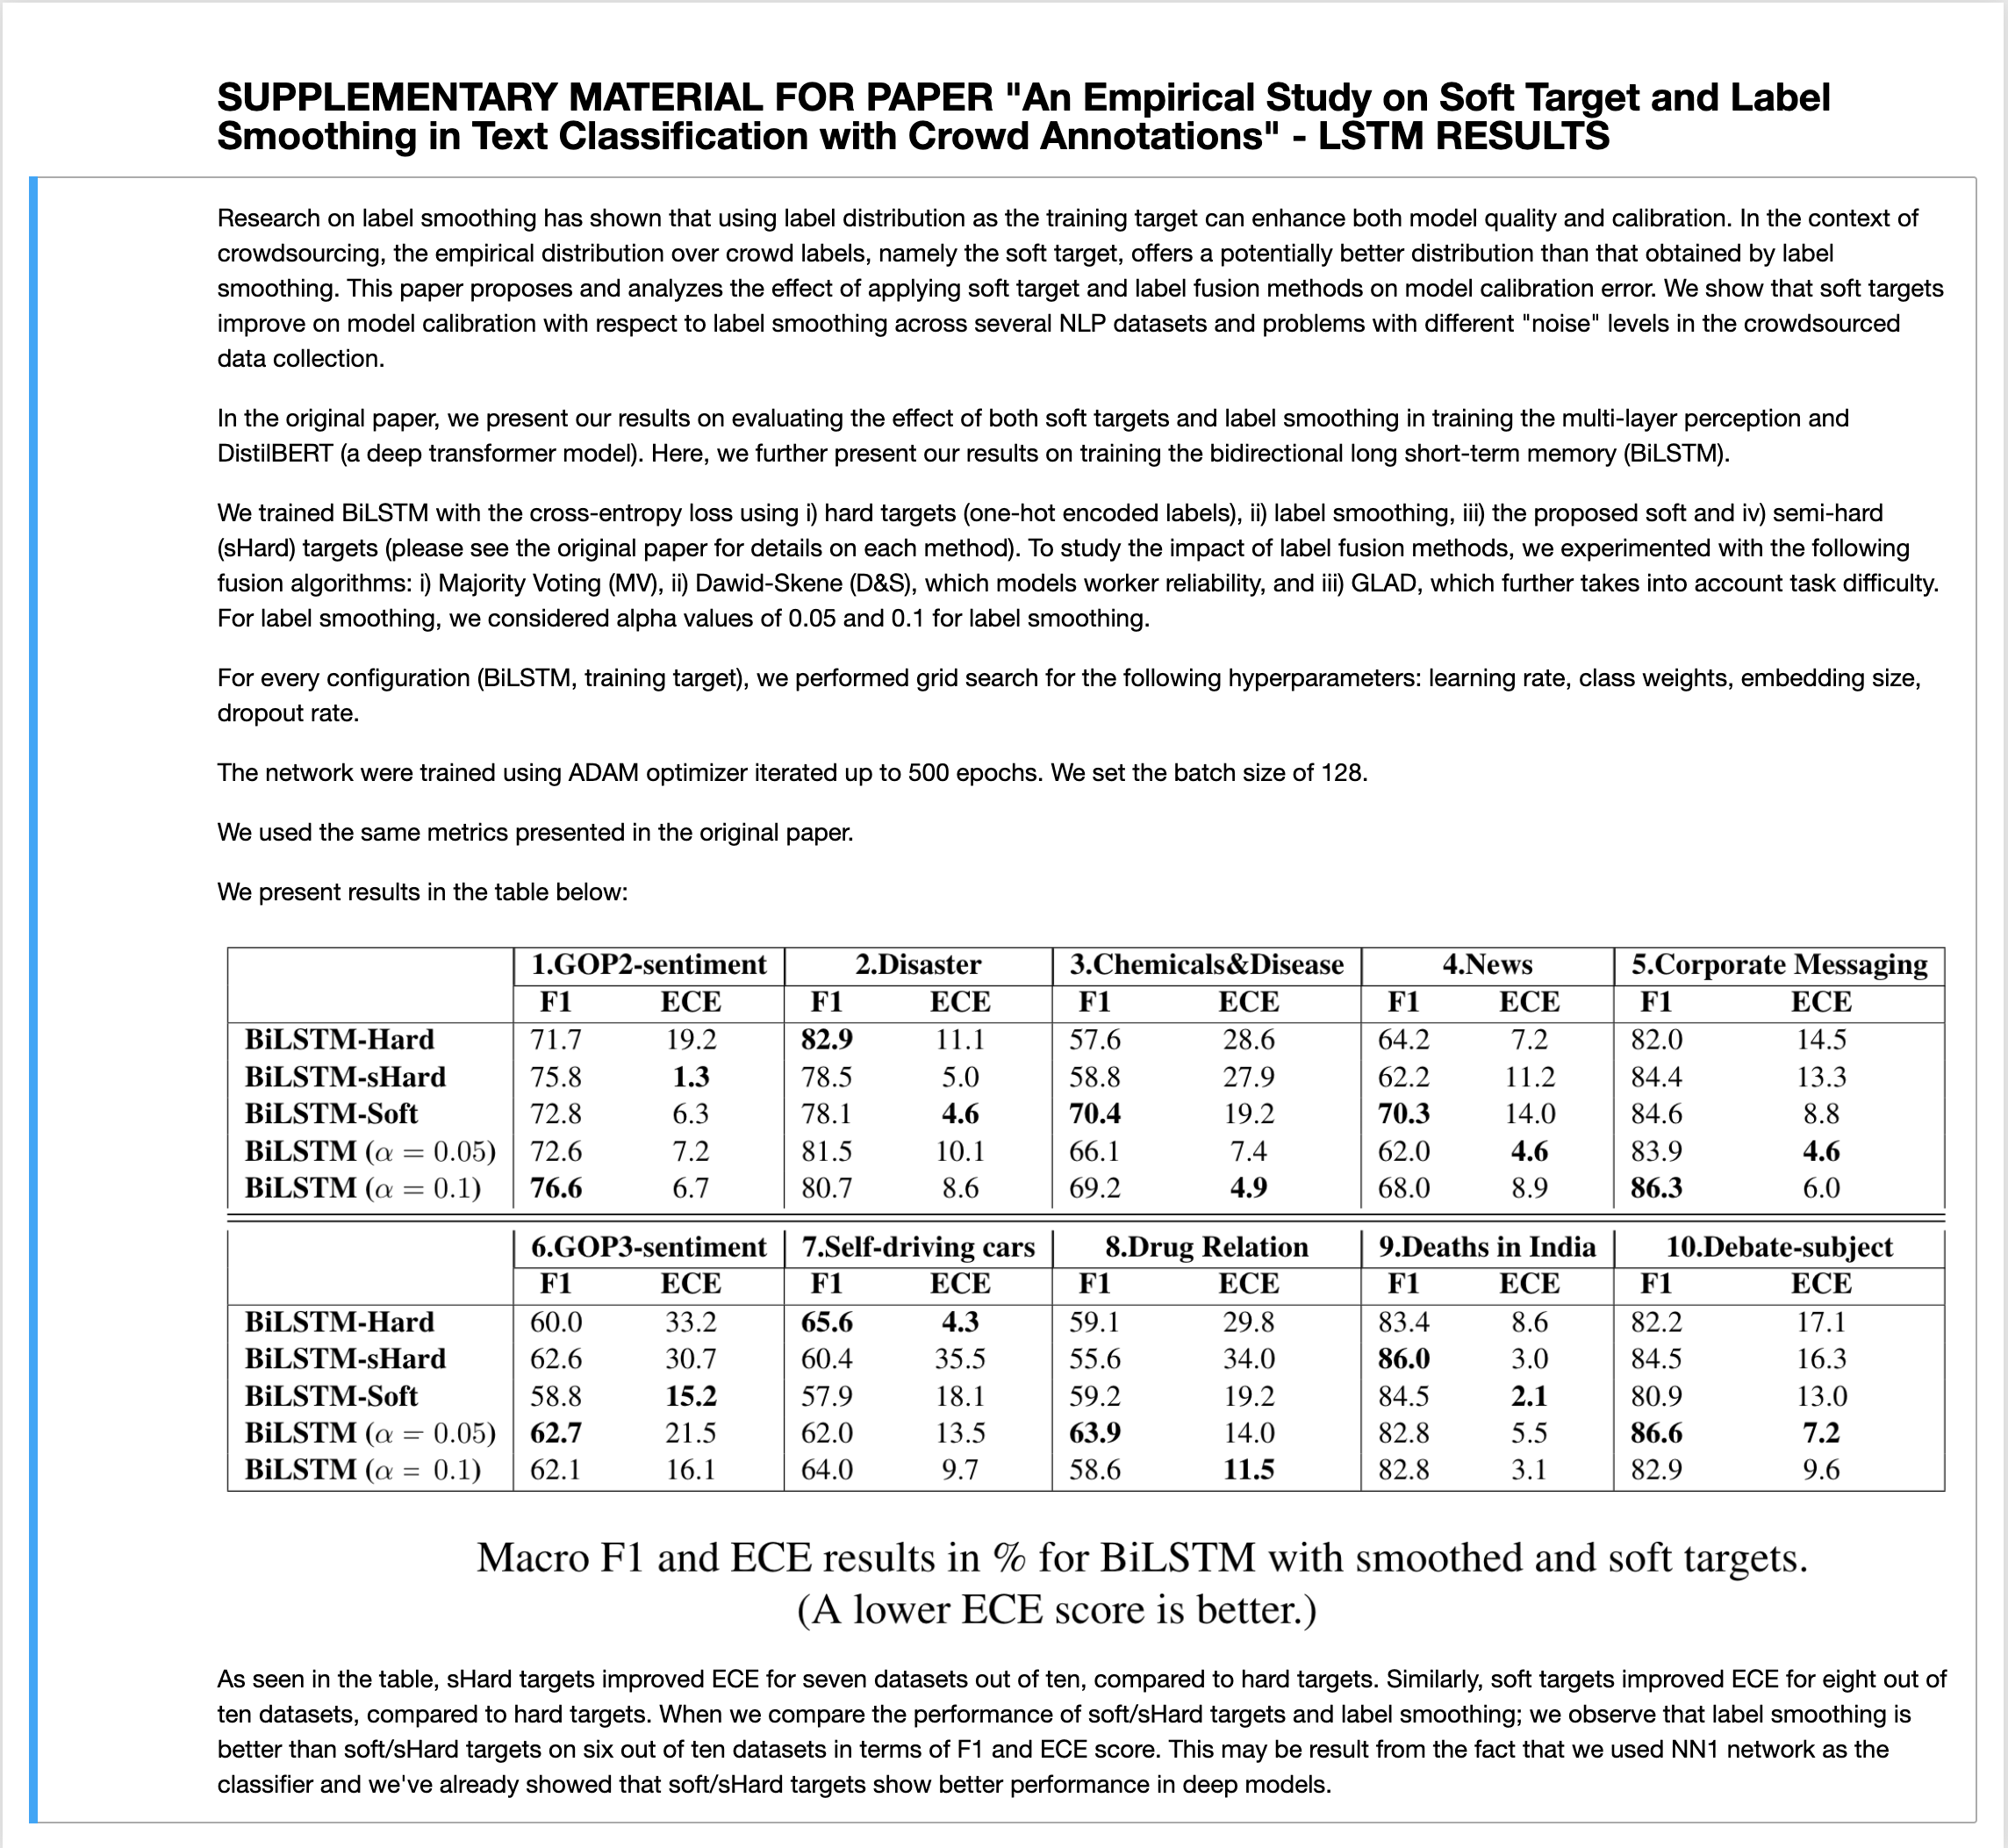 SUPPLEMENTARY MATERIAL FOR PAPER "An Empirical Study on Soft Target and Label
Smoothing in Text Classification with Crowd Annotations" - LSTM RESULTS
Research on label smoothing has shown that using label distribution as the training target can enhance both model quality and calibration. In the context of
crowdsourcing, the empirical distribution over crowd labels, namely the soft target, offers a potentially better distribution than that obtained by label
smoothing. This paper proposes and analyzes the effect of applying soft target and label fusion methods on model calibration error. We show that soft targets
improve on model calibration with respect to label smoothing across several NLP datasets and problems with different "noise" levels in the crowdsourced
data collection.
In the original paper, we present our results on evaluating the effect of both soft targets and label smoothing in training the multi-layer perception and
DistilBERT (a deep transformer model). Here, we further present our results on training the bidirectional long short-term memory (BiLSTM).
We trained BiLSTM with the cross-entropy loss using i) hard targets (one-hot encoded labels), ii) label smoothing, iii) the proposed soft and iv) semi-hard
(sHard) targets (please see the original paper for details on each method). To study the impact of label fusion methods, we experimented with the following
fusion algorithms: i) Majority Voting (MV), ii) Dawid-Skene (D&S), which models worker reliability, and iii) GLAD, which further takes into account task difficulty.
For label smoothing, we considered alpha values of 0.05 and 0.1 for label smoothing.
For every configuration (BiLSTM, training target), we performed grid search for the following hyperparameters: learning rate, class weights, embedding size,
dropout rate.
The network were trained using ADAM optimizer iterated up to 500 epochs. We set the batch size of 128.
We used the same metrics presented in the original paper.
We present results in the table below:
1.GOP2-sentiment 2.Disaster 3.Chemicals&Disease 4.News 5.Corporate Messaging
F1 ECE F1 ECE F1 ECE F1 ECE F1 ECE
BiLSTM-Hard 71.7 19.2 82.9 11.1 57.6 28.6 64.2 7.2 82.0 14.5
BiLSTM-sHard 75.8 1.3 78.5 5.0 58.8 27.9 62.2 11.2 84.4 13.3
BiLSTM-Soft 72.8 6.3 78.1 4.6 70.4 19.2 70.3 14.0 84.6 8.8
BiLSTM (α = 0.05) 72.6 7.2 81.5 10.1 66.1 7.4 62.0 4.6 83.9 4.6
BiLSTM (α = 0.1) 76.6 6.7 80.7 8.6 69.2 4.9 68.0 8.9 86.3 6.0
6.GOP3-sentiment 7.Self-driving cars 8.Drug Relation 9.Deaths in India 10.Debate-subject
F1 ECE F1 ECE F1 ECE F1 ECE F1 ECE
BiLSTM-Hard 60.0 33.2 65.6 4.3 59.1 29.8 83.4 8.6 82.2 17.1
BiLSTM-sHard 62.6 30.7 60.4 35.5 55.6 34.0 86.0 3.0 84.5 16.3
BiLSTM-Soft 58.8 15.2 57.9 18.1 59.2 19.2 84.5 2.1 80.9 13.0
BiLSTM (α = 0.05) 62.7 21.5 62.0 13.5 63.9 14.0 82.8 5.5 86.6 7.2
BiLSTM (α = 0.1) 62.1 16.1 64.0 9.7 58.6 11.5 82.8 3.1 82.9 9.6
Macro F1 and ECE results in % for BiLSTM with smoothed and soft targets.
(A lower ECE score is better.)
As seen in the table, sHard targets improved ECE for seven datasets out of ten, compared to hard targets. Similarly, soft targets improved ECE for eight out of
ten datasets, compared to hard targets. When we compare the performance of soft/sHard targets and label smoothing; we observe that label smoothing is
better than soft/sHard targets on six out of ten datasets in terms of F1 and ECE score. This may be result from the fact that we used NN1 network as the
classifier and we've already showed that soft/sHard targets show better performance in deep models.